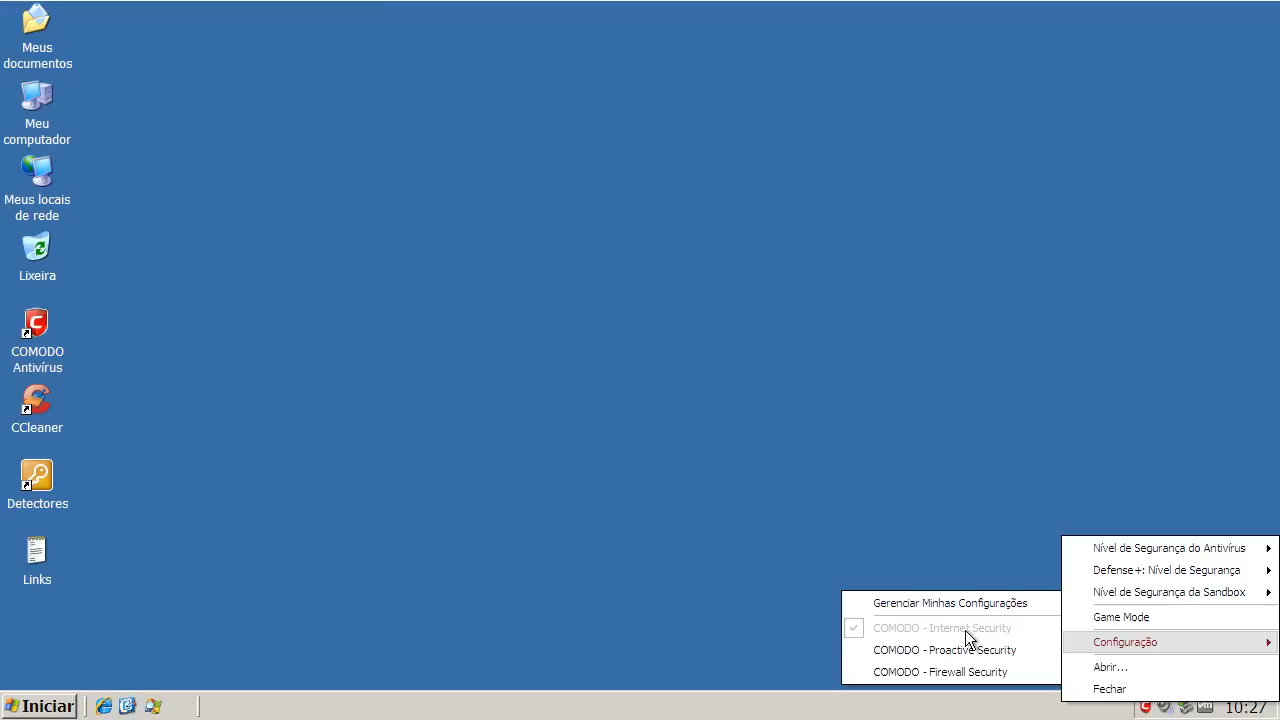 Meus
documentos
Meu
computador
Meus locais
de rede
Lixeira
COMODO
Antivírus
CCleaner
Detectores
Links
Nível de Segurança do Antivírus
Defense+: Nível de Segurança
Nível de Segurança da Sandbox
Game Mode
Configuração
Abrir...
Fechar
Gerenciar Minhas Configurações
COMODO - Internet Security
COMODO - Proactive Security
COMODO - Firewall Security
Iniciar
10:27